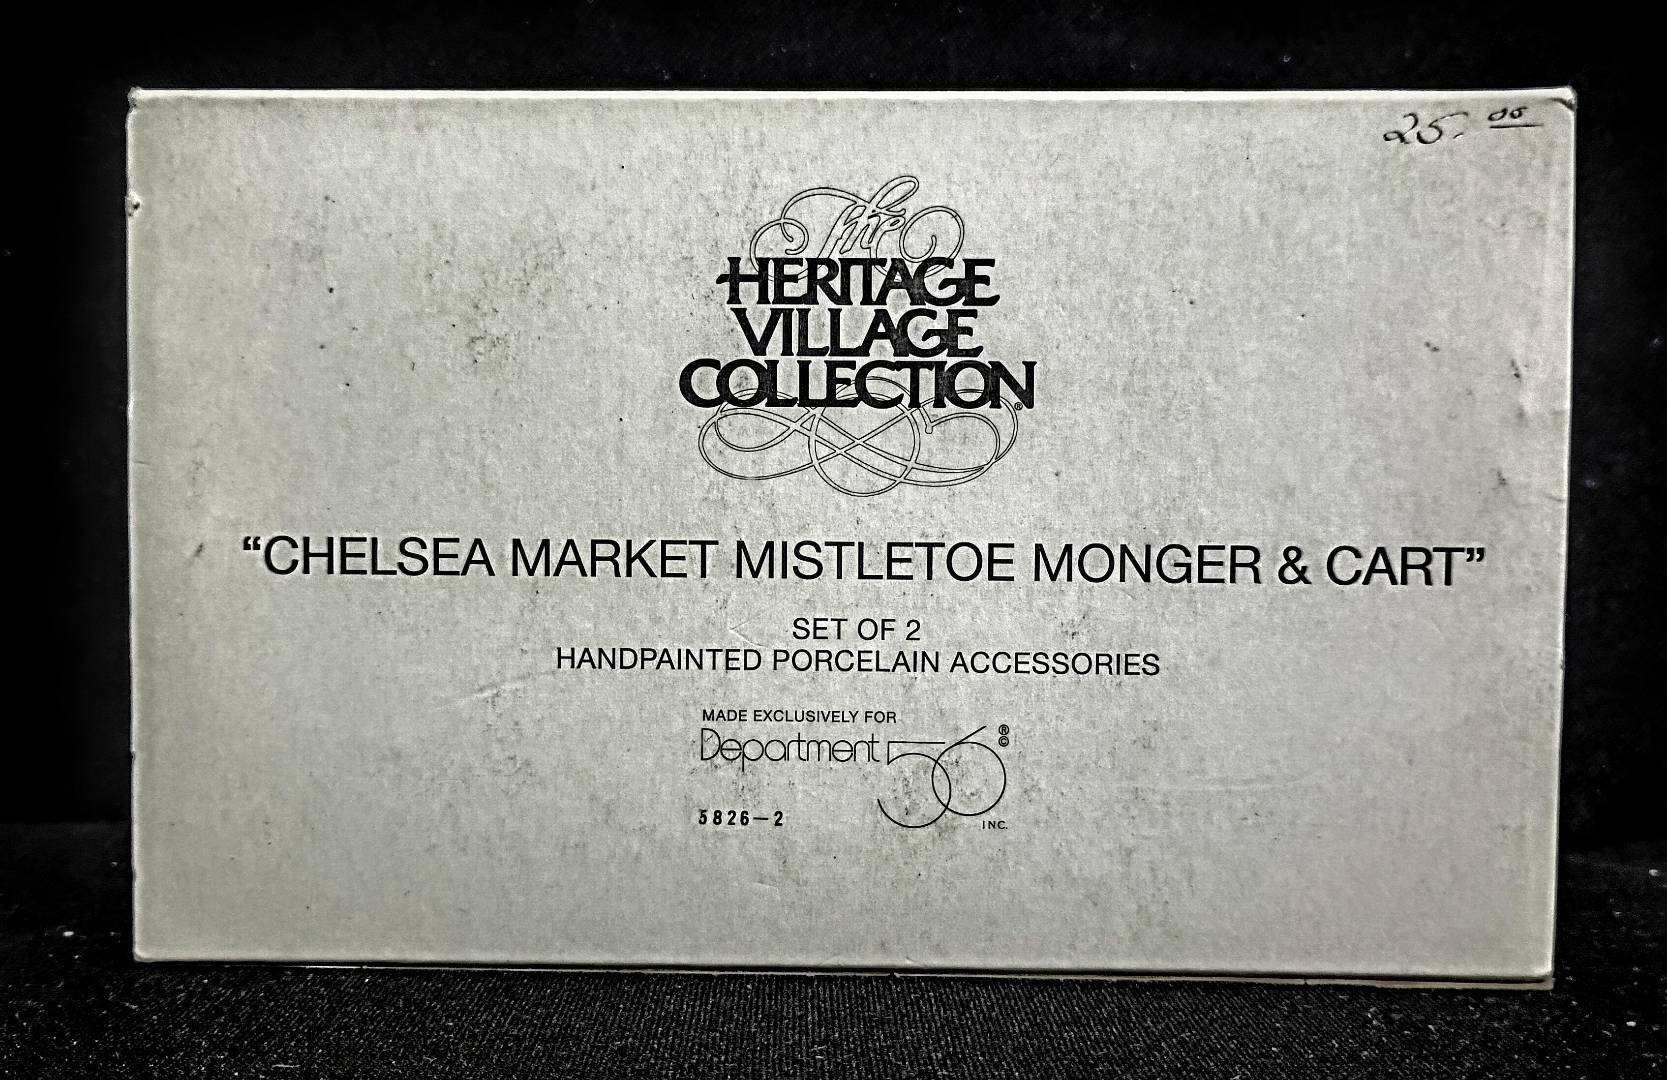 25.00
The
HERITAGE
VILLAGE
COLLECTION®
“CHELSEA MARKET MISTLETOE MONGER & CART”
SET OF 2
HANDPAINTED PORCELAIN ACCESSORIES
MADE EXCLUSIVELY FOR
Department 56 ® ©
5826-2 INC.